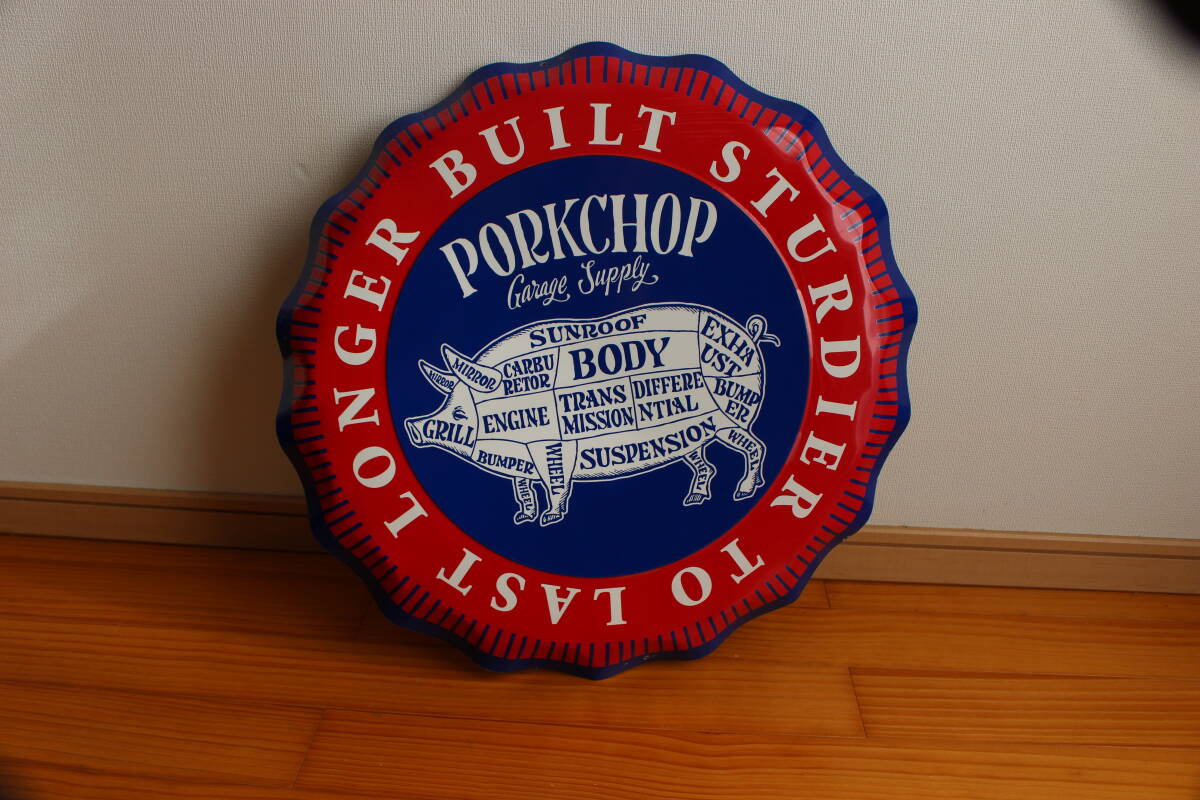 BUILT STURDIER TO LAST LONGER
PORKCHOP
Garage Supply
SUNROOF
EXHA
UST
MIRROR
MIRROR
CARBU
RETOR
BODY
BUMP
ER
GRILL
ENGINE
TRANS
MISSION
DIFFERE
NTIAL
BUMPER
SUSPENSION
WHEEL
WHEEL
WHEEL
WHEEL